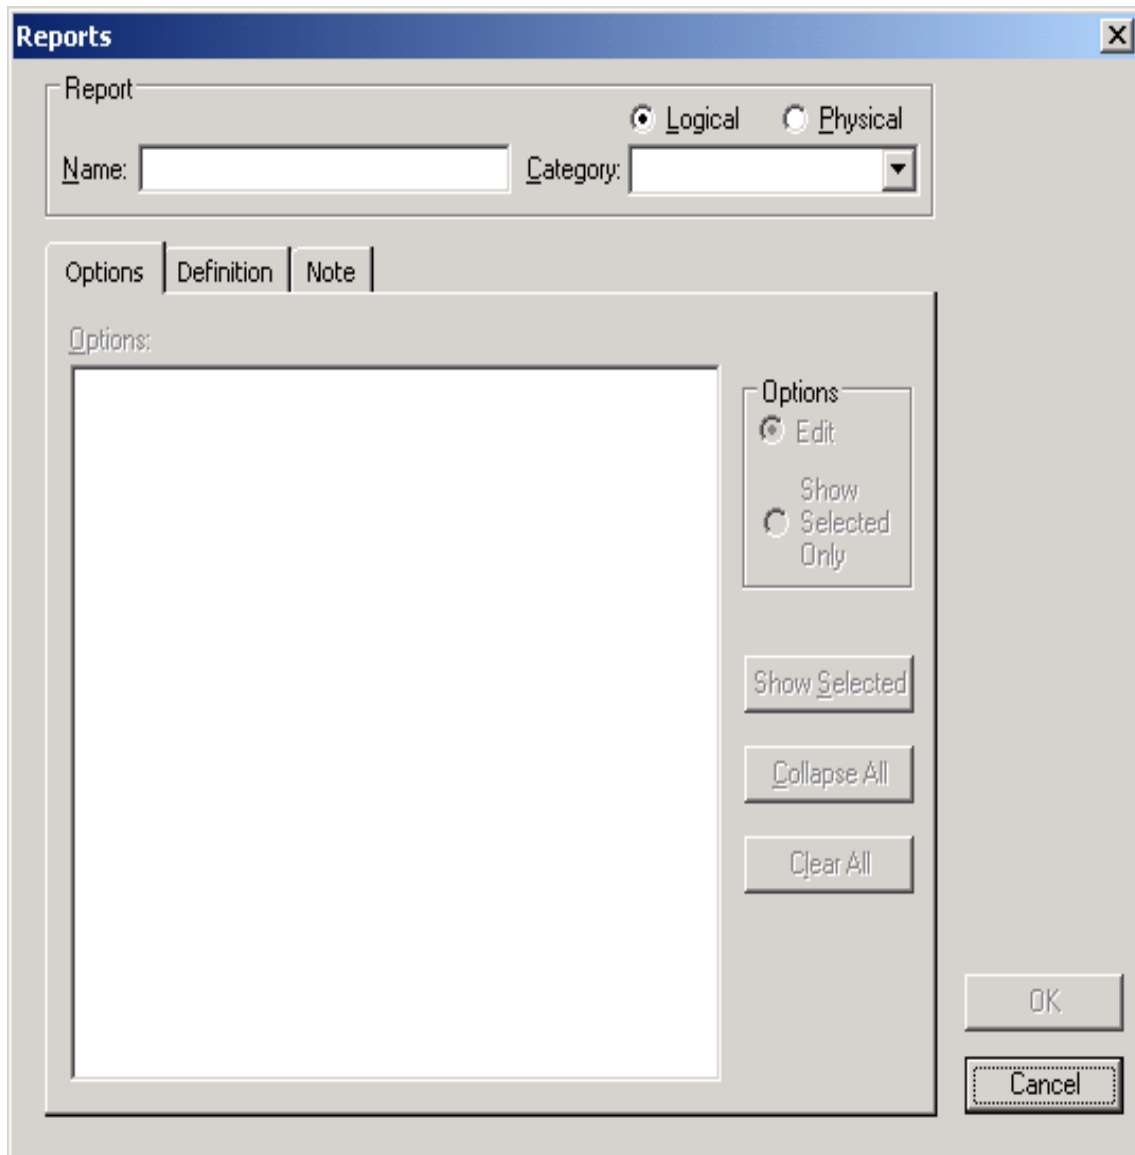 Reports
Report
Logical Physical
Name: Category:
Options Definition Note
Options:
Options
Edit
Show
Selected
Only
Show Selected
Collapse All
Clear All
OK
Cancel